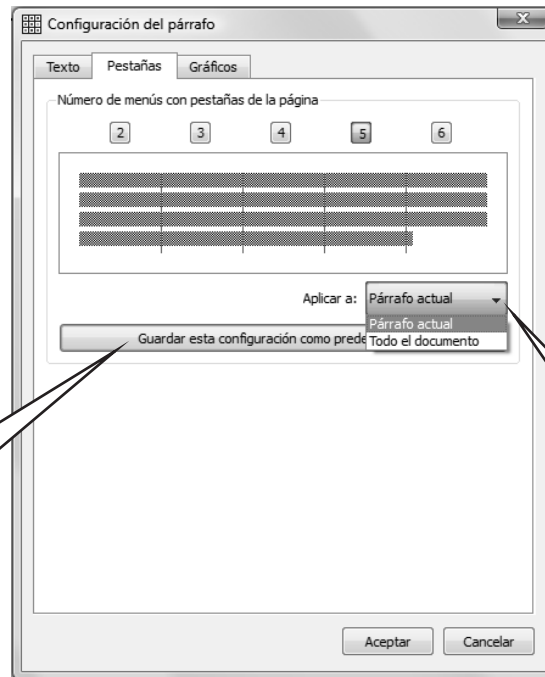 Configuración del párrafo
Texto Pestañas Gráficos
Número de menús con pestañas de la página
2 3 4 5 6
Aplicar a: Párrafo actual
Párrafo actual
Todo el documento
Guardar esta configuración como
Aceptar Cancelar